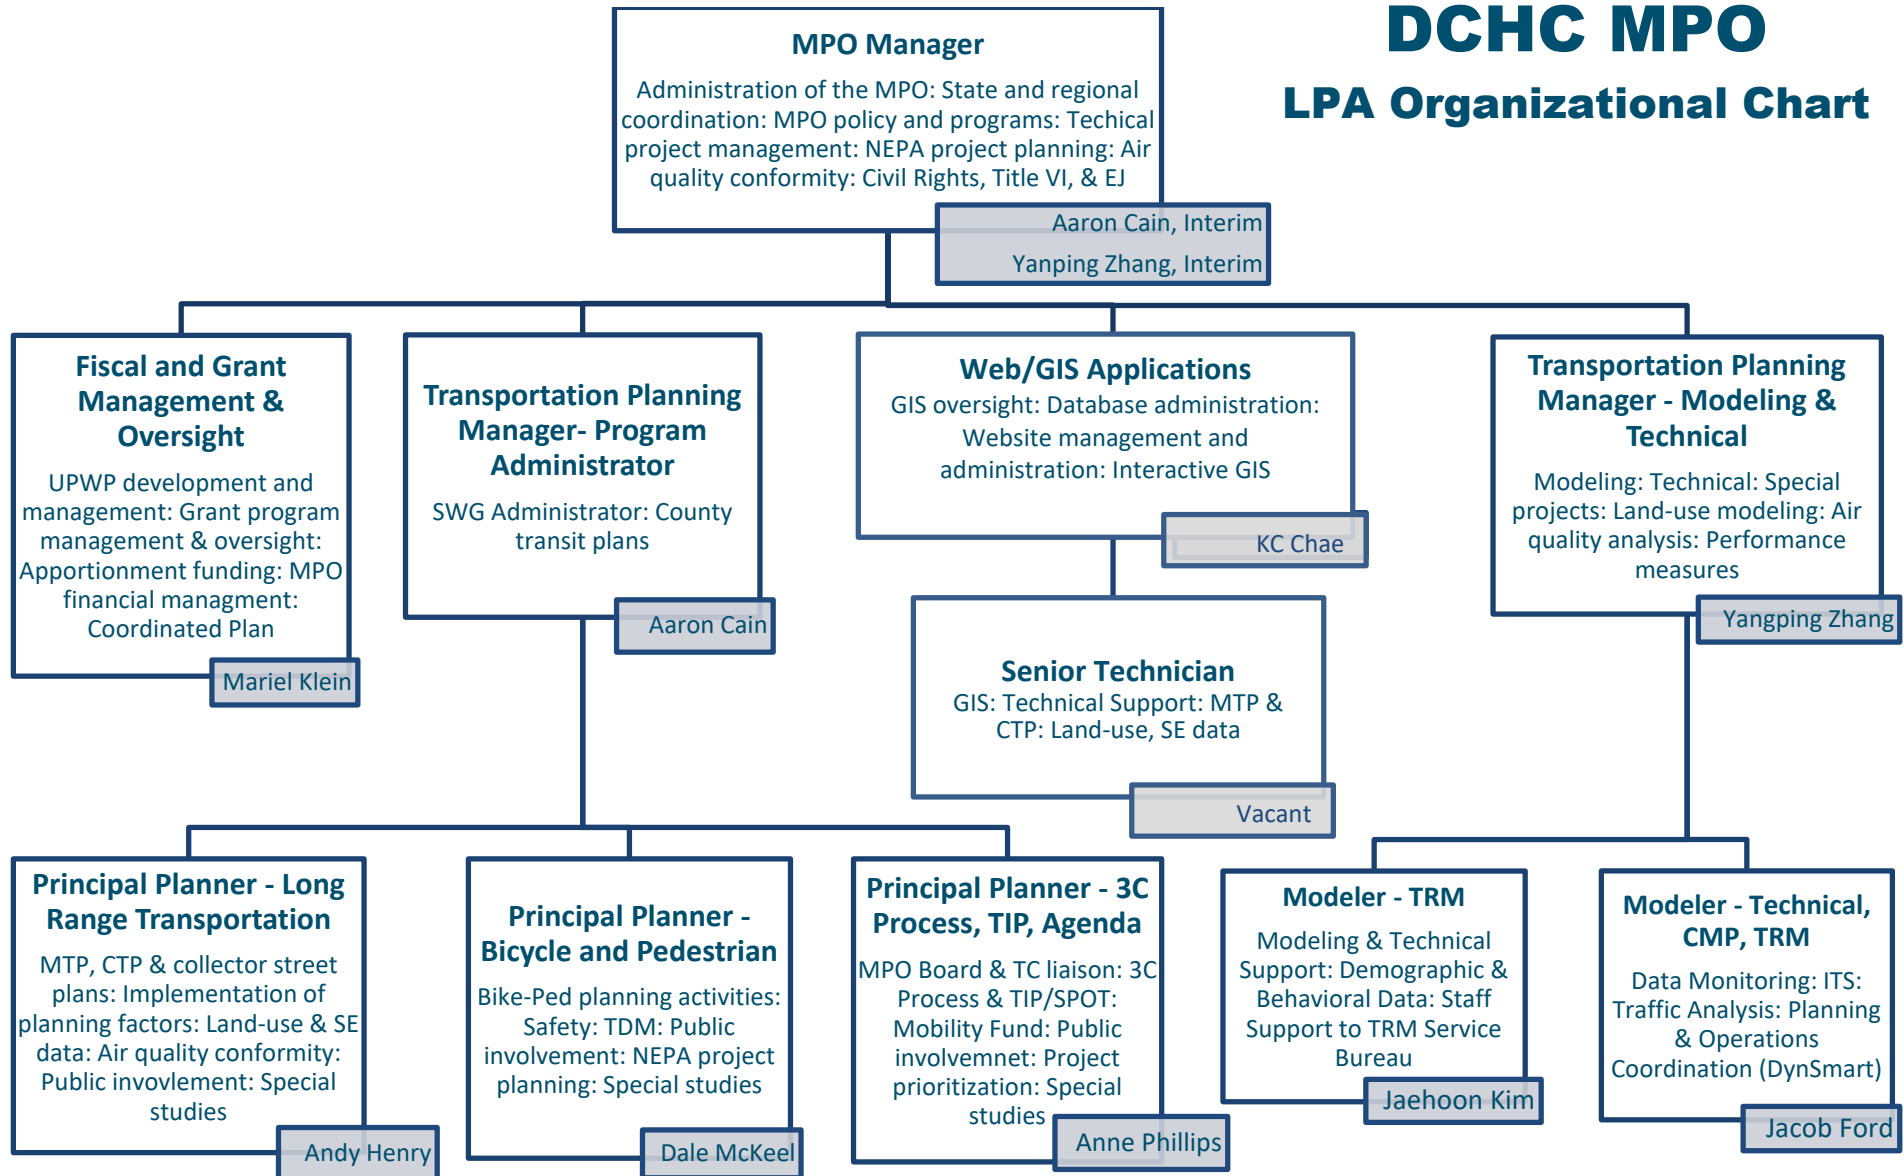 DCHC MPO
LPA Organizational Chart
MPO Manager
Administration of the MPO: State and regional
coordination: MPO policy and programs: Techical
project management: NEPA project planning: Air
quality conformity: Civil Rights, Title VI, & EJ
Aaron Cain, Interim
Yanping Zhang, Interim
Fiscal and Grant
Management &
Oversight
UPWP development and
management: Grant program
management & oversight:
Apportionment funding: MPO
financial managment:
Coordinated Plan
Mariel Klein
Transportation Planning
Manager- Program
Administrator
SWG Administrator: County
transit plans
Aaron Cain
Web/GIS Applications
GIS oversight: Database administration:
Website management and
administration: Interactive GIS
KC Chae
Transportation Planning
Manager - Modeling &
Technical
Modeling: Technical: Special
projects: Land-use modeling: Air
quality analysis: Performance
measures
Yangping Zhang
Senior Technician
GIS: Technical Support: MTP &
CTP: Land-use, SE data
Vacant
Principal Planner - Long
Range Transportation
MTP, CTP & collector street
plans: Implementation of
planning factors: Land-use & SE
data: Air quality conformity:
Public invovlement: Special
studies
Andy Henry
Principal Planner -
Bicycle and Pedestrian
Bike-Ped planning activities:
Safety: TDM: Public
involvement: NEPA project
planning: Special studies
Dale McKeel
Principal Planner - 3C
Process, TIP, Agenda
MPO Board & TC liaison: 3C
Process & TIP/SPOT:
Mobility Fund: Public
involvemnet: Project
prioritization: Special
studies
Anne Phillips
Modeler - TRM
Modeling & Technical
Support: Demographic &
Behavioral Data: Staff
Support to TRM Service
Bureau
Jaehoon Kim
Modeler - Technical,
CMP, TRM
Data Monitoring: ITS:
Traffic Analysis: Planning
& Operations
Coordination (DynSmart)
Jacob Ford